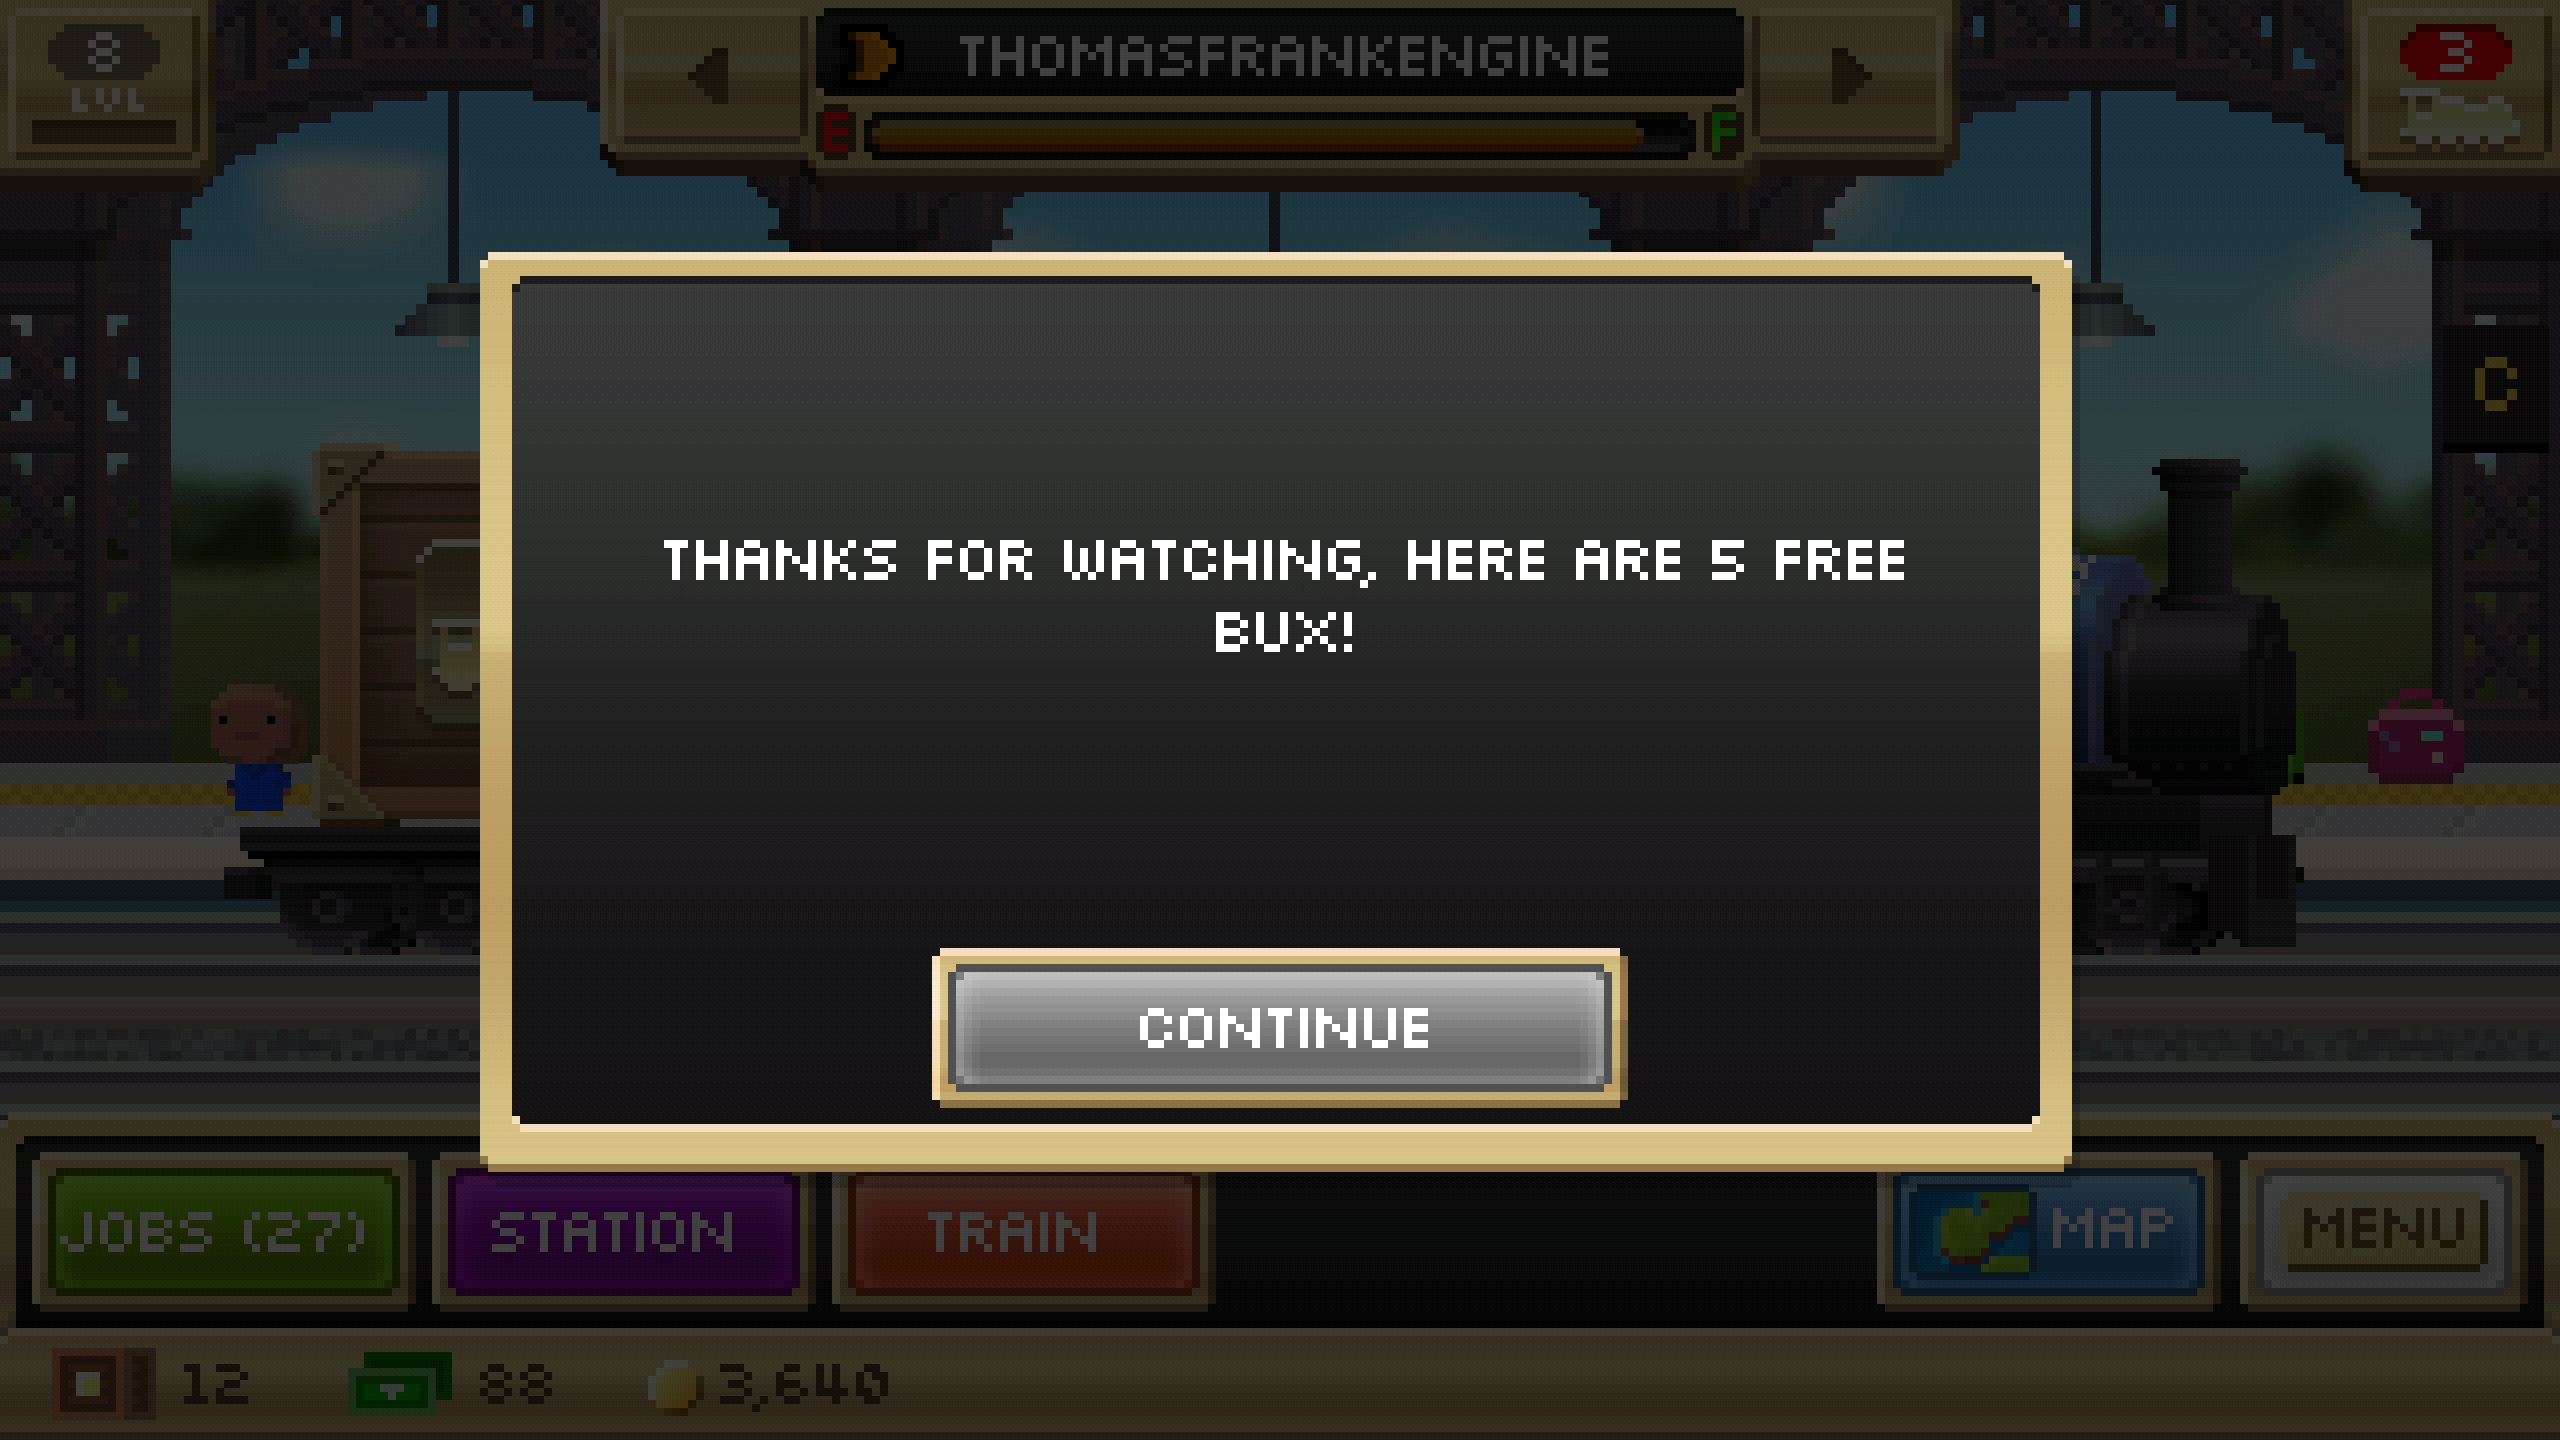 8
LVL
THOMASFRANKENGINE
E F
3
C
THANKS FOR WATCHING, HERE ARE 5 FREE
BUX!
CONTINUE
JOBS (27)
STATION
TRAIN
MAP
MENU
12
88
3,640